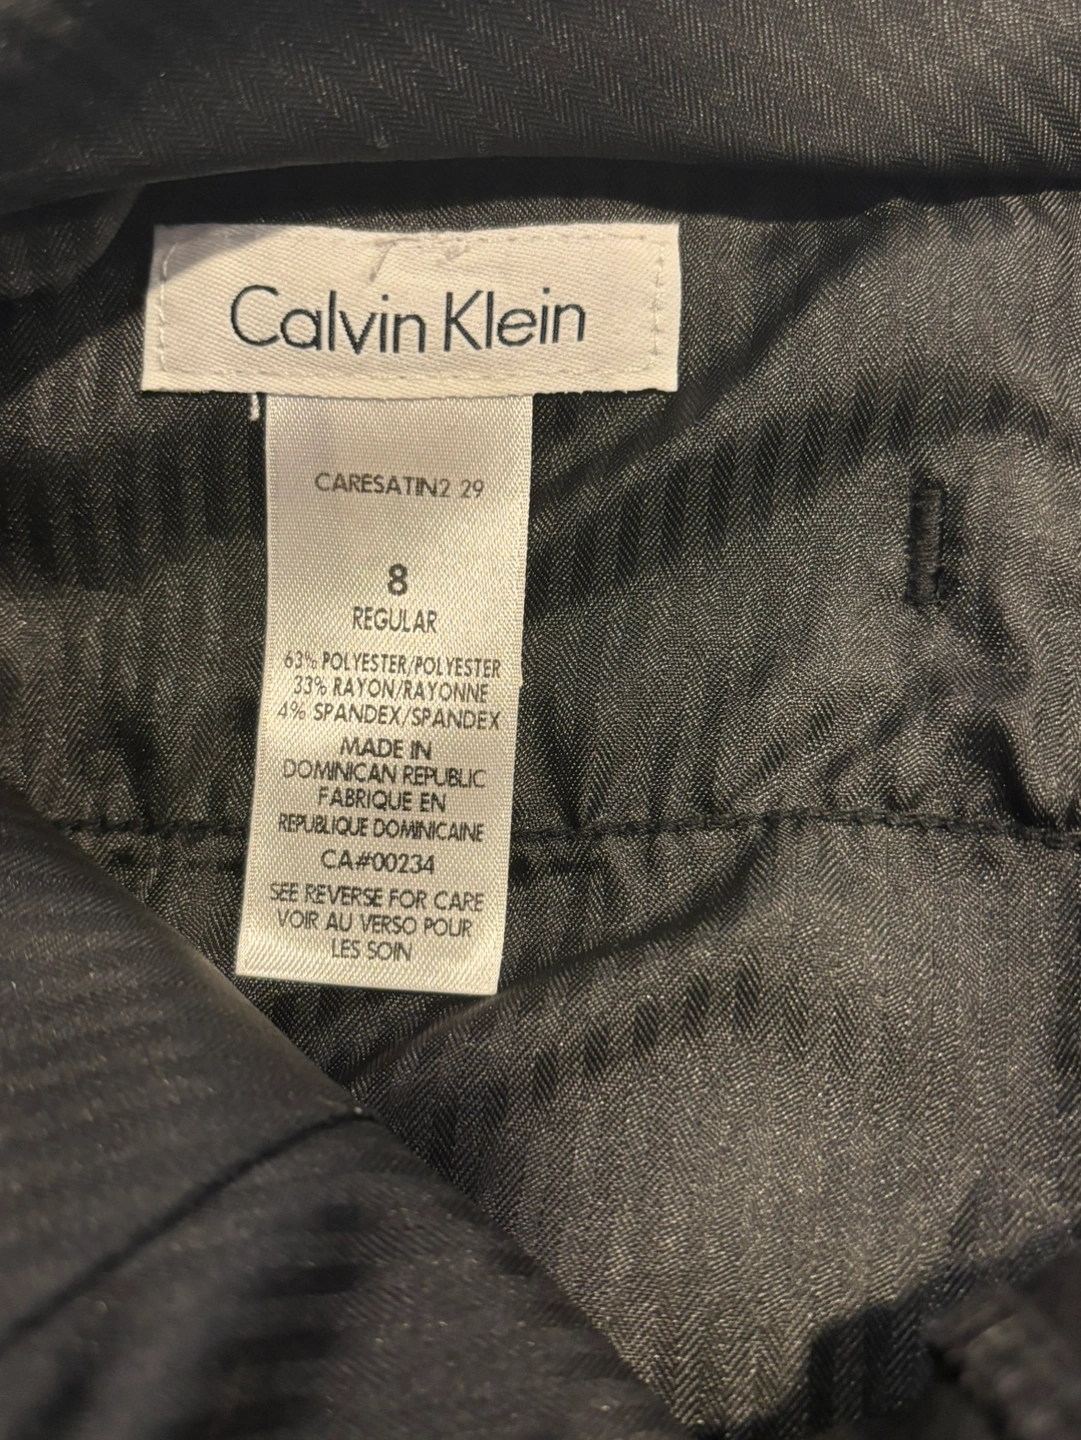 Calvin Klein
CARESATIN2 29
8
REGULAR
63% POLYESTER/POLYESTER
33% RAYON/RAYONNE
4% SPANDEX/SPANDEX
MADE IN
DOMINICAN REPUBLIC
FABRIQUE EN
REPUBLIQUE DOMINICAINE
CA#00234
SEE REVERSE FOR CARE
VOIR AU VERSO POUR
LES SOIN